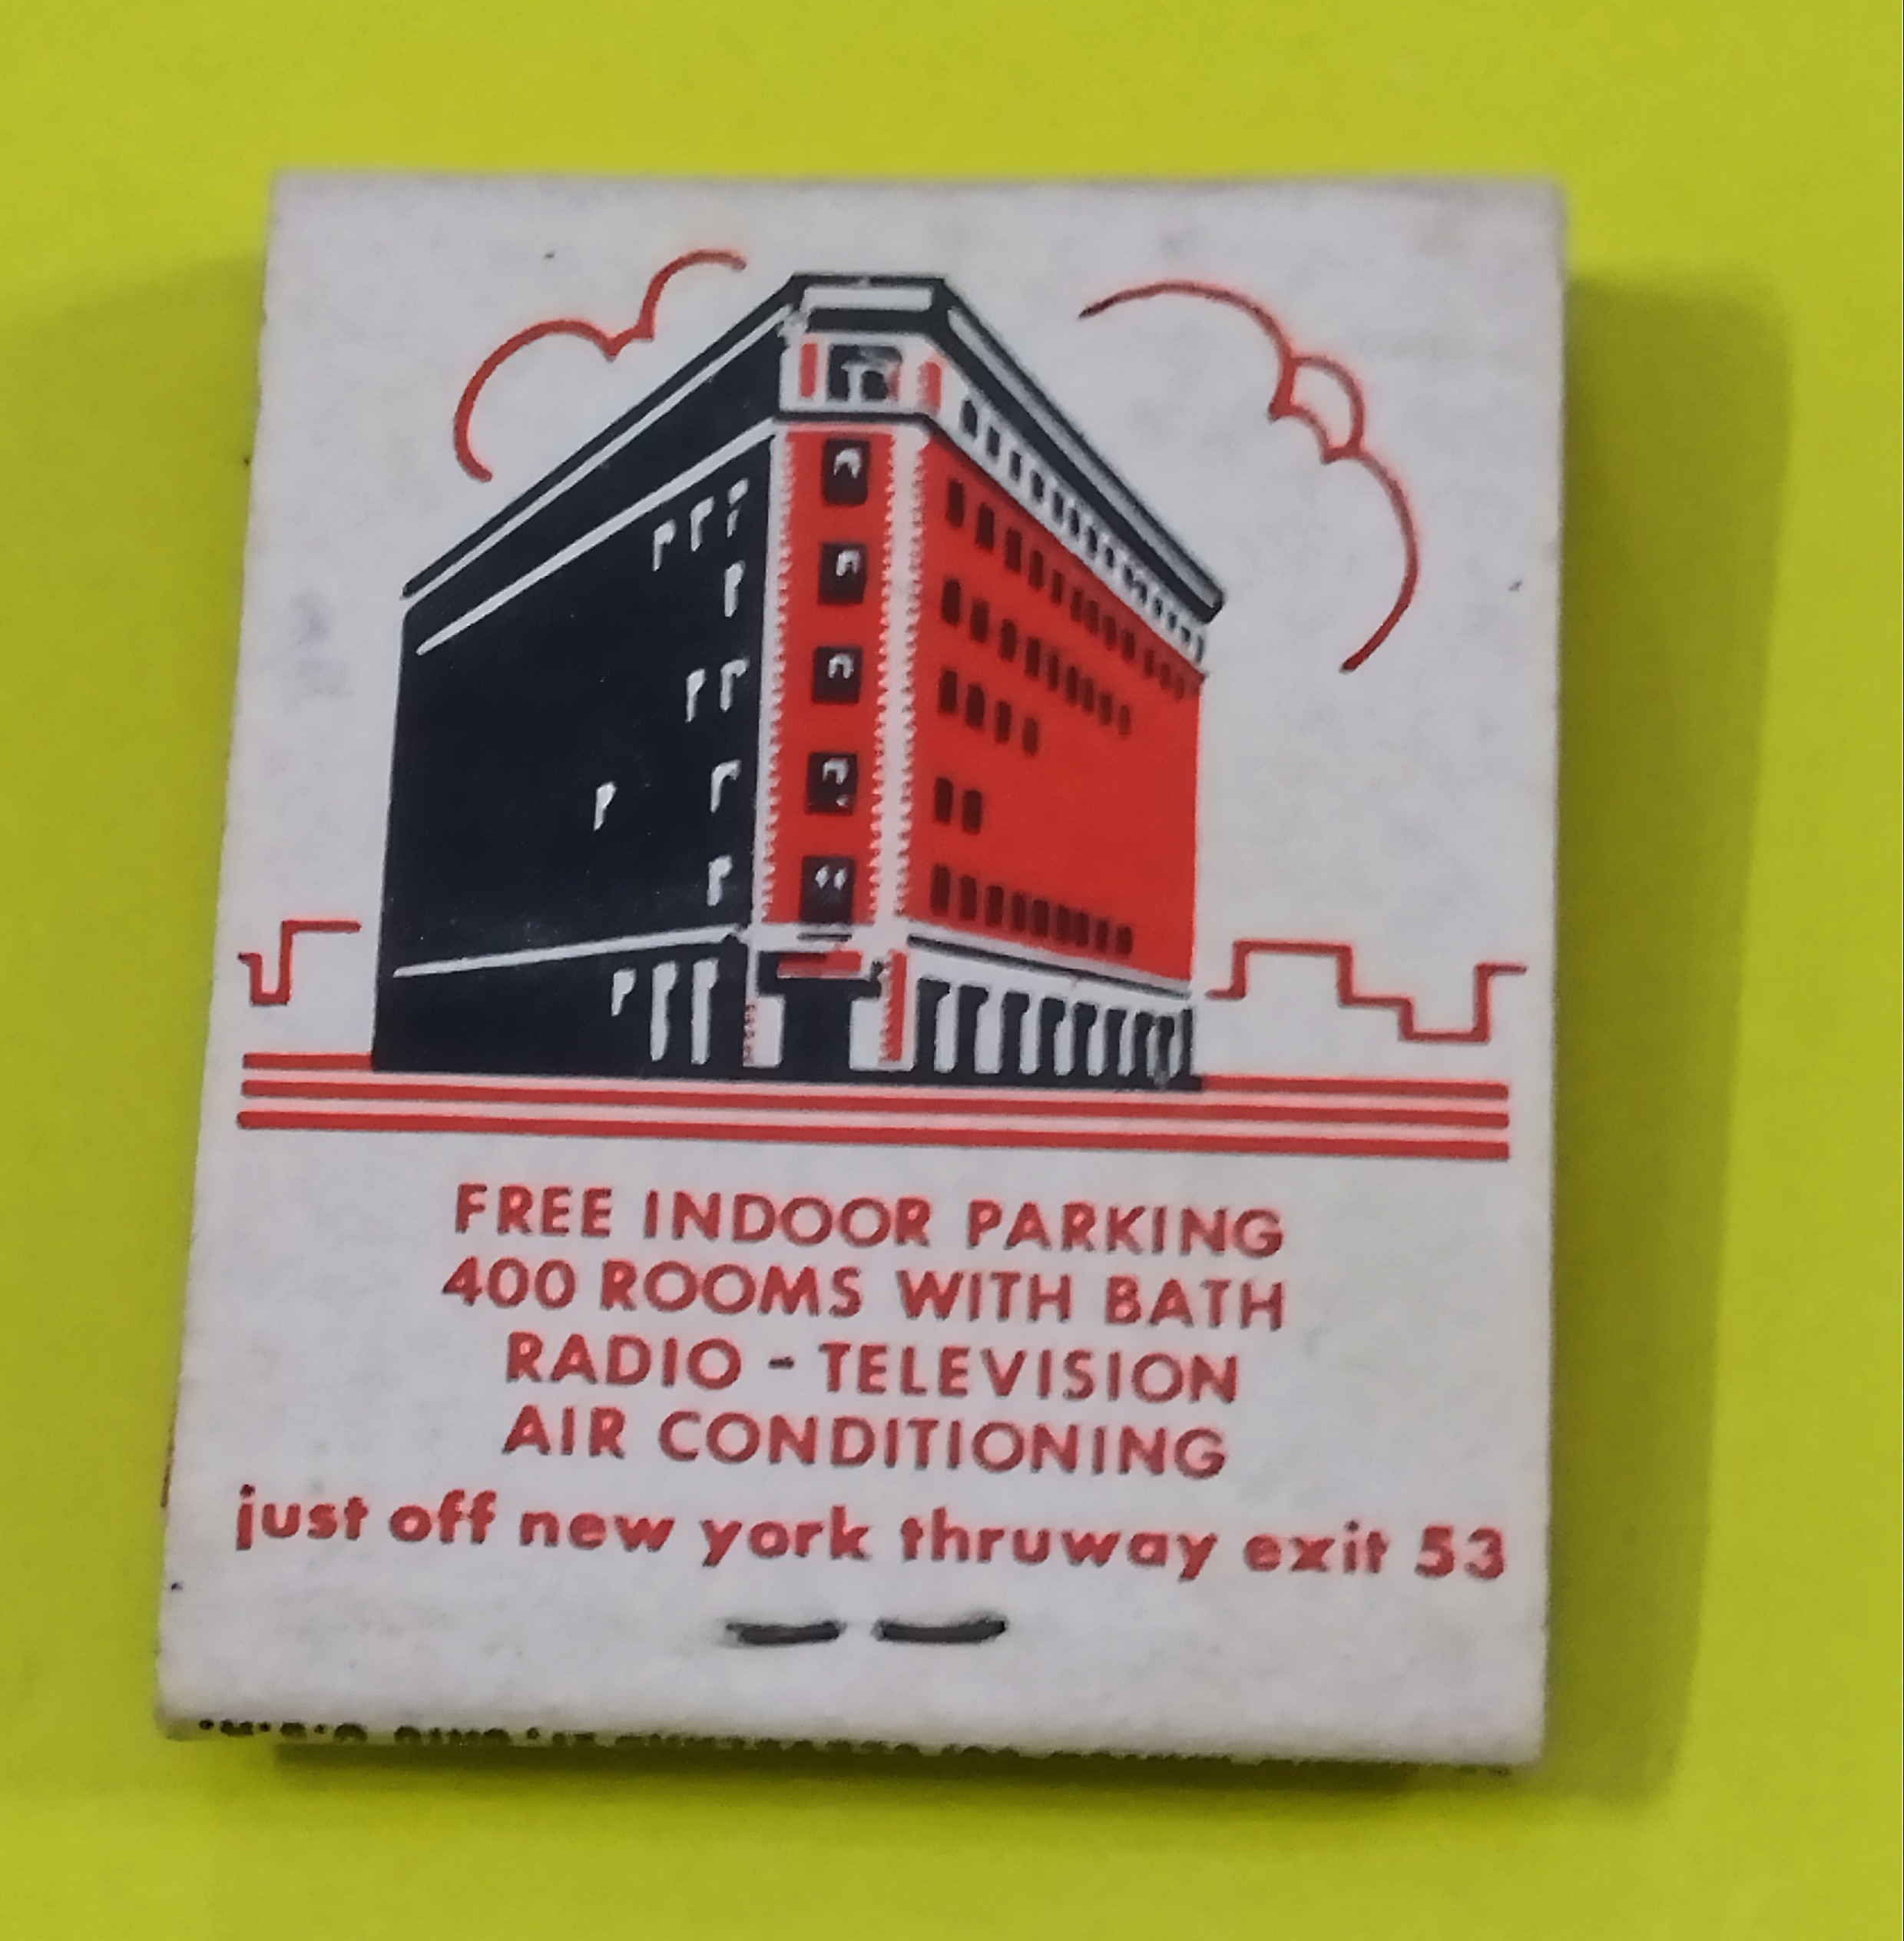 FREE INDOOR PARKING
400 ROOMS WITH BATH
RADIO - TELEVISION
AIR CONDITIONING
just off new york thruway exit 53